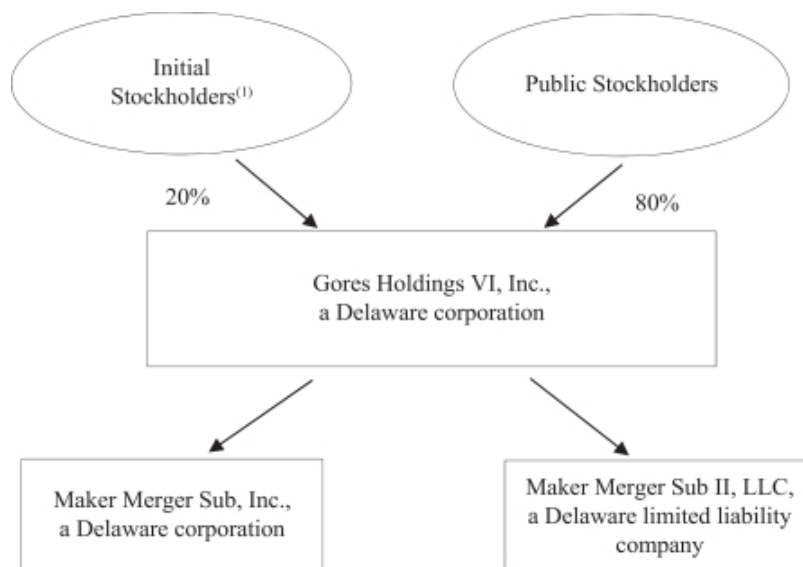 Initial
Stockholders(1)
Public Stockholders
20%
80%
Gores Holdings VI, Inc.,
a Delaware corporation
Maker Merger Sub, Inc.,
a Delaware corporation
Maker Merger Sub II, LLC,
a Delaware limited liability
company